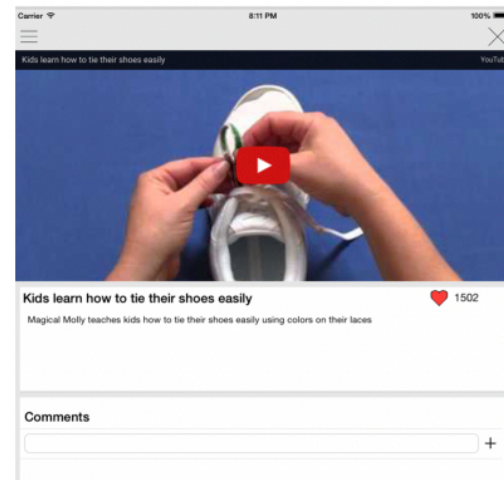 Carrier 8:11 PM 100%
Kids learn how to tie their shoes easily YouTub
Kids learn how to tie their shoes easily 1502
Magical Molly teaches kids how to tie their shoes easily using colors on their laces
Comments
+